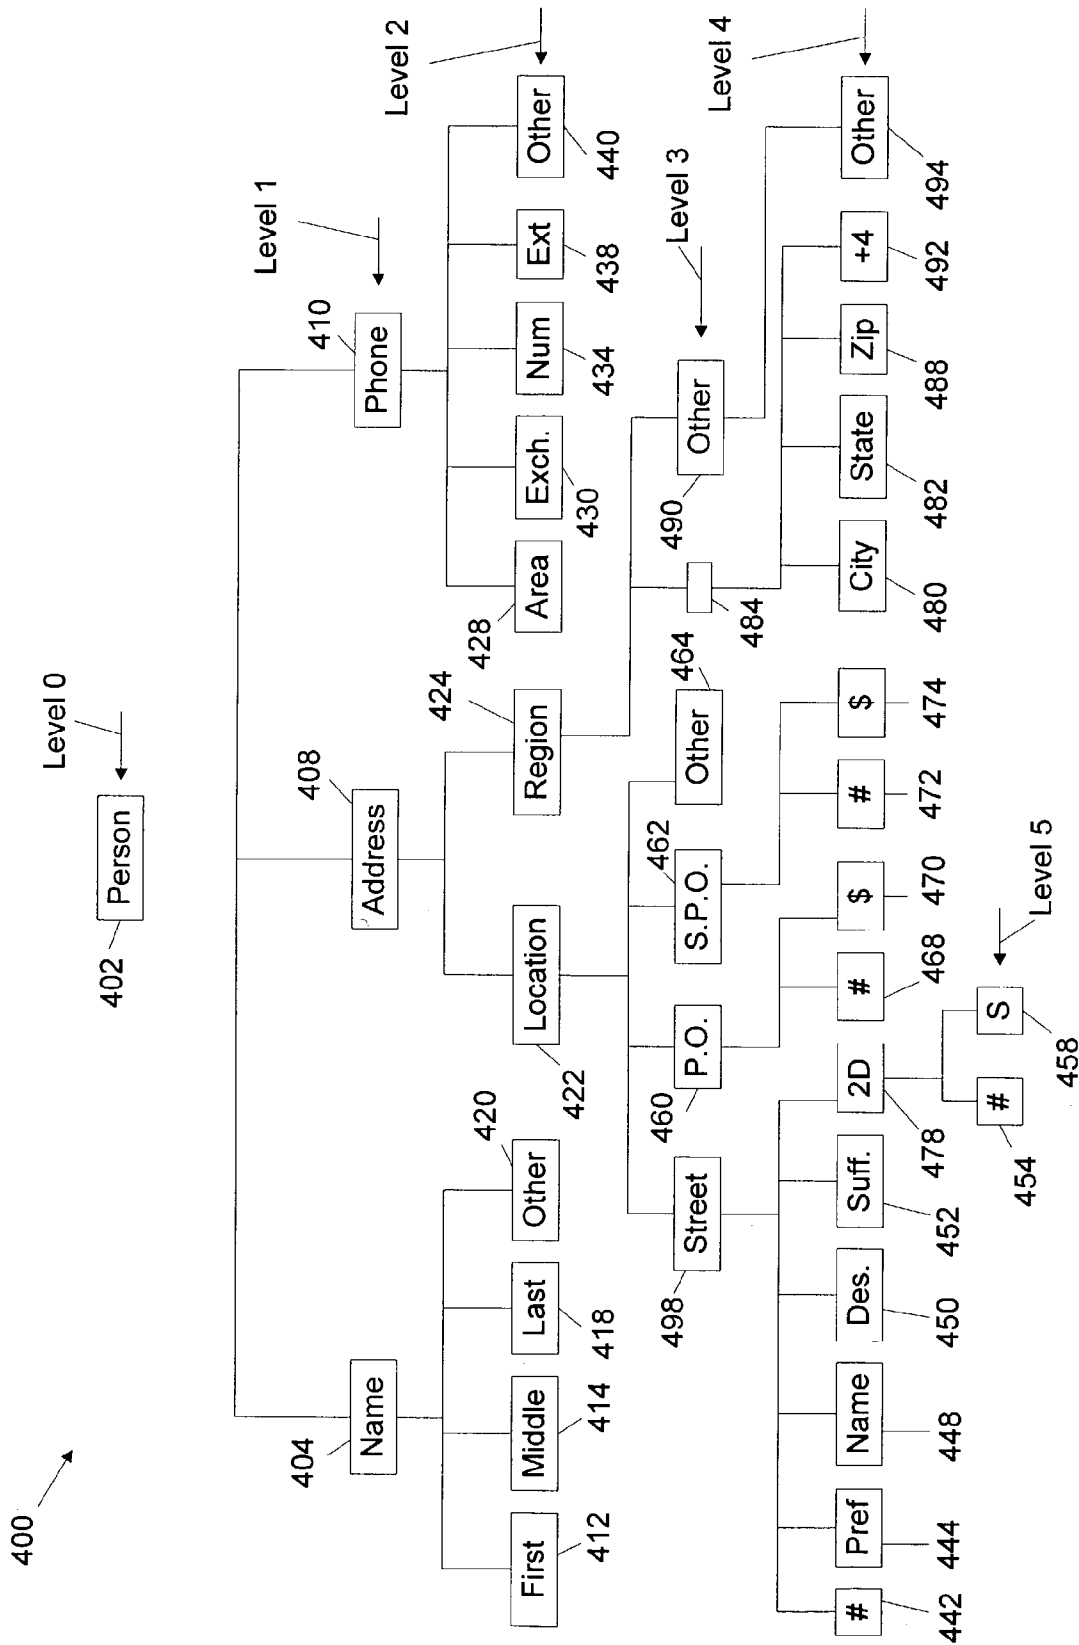 400
Level 0
402
Person
Level 1
404
Name
408
Address
410
Phone
Level 2
412
First
414
Middle
418
Last
420
Other
422
Location
424
Region
428
Area
430
Exch.
434
Num
438
Ext
440
Other
Level 3
498
Street
460
P.O.
462
S.P.O.
464
Other
484
490
Other
Level 4
#
442
Pref
444
Name
448
Des.
450
Suff.
452
2D
478
#
468
$
470
#
472
$
474
City
480
State
482
Zip
488
+4
492
Other
494
Level 5
#
454
S
458